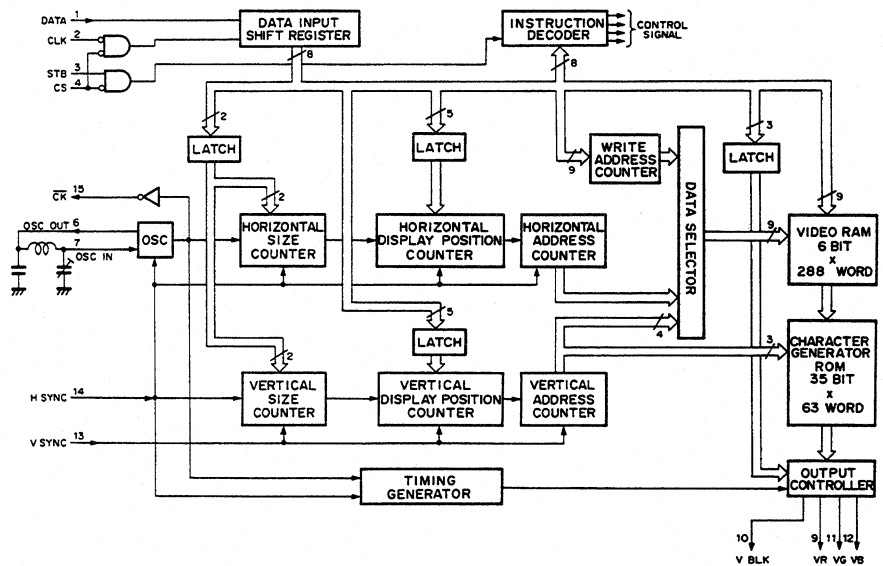 DATA 1
CLK 2
STB 3
CS 4
DATA INPUT
SHIFT REGISTER
8
INSTRUCTION
DECODER
CONTROL
SIGNAL
8
2
LATCH
5
LATCH
9
WRITE
ADDRESS
COUNTER
DATA SELECTOR
3
LATCH
9
CK 15
OSC OUT 6
7
OSC IN
OSC
2
HORIZONTAL
SIZE
COUNTER
HORIZONTAL
DISPLAY POSITION
COUNTER
HORIZONTAL
ADDRESS
COUNTER
9
VIDEO RAM
6 BIT
x
288 WORD
5
LATCH
4
3
CHARACTER
GENERATOR
ROM
35 BIT
x
63 WORD
2
H SYNC 14
VERTICAL
SIZE
COUNTER
VERTICAL
DISPLAY POSITION
COUNTER
VERTICAL
ADDRESS
COUNTER
V SYNC 13
TIMING
GENERATOR
OUTPUT
CONTROLLER
10 9 11 12
V BLK VR VG VB